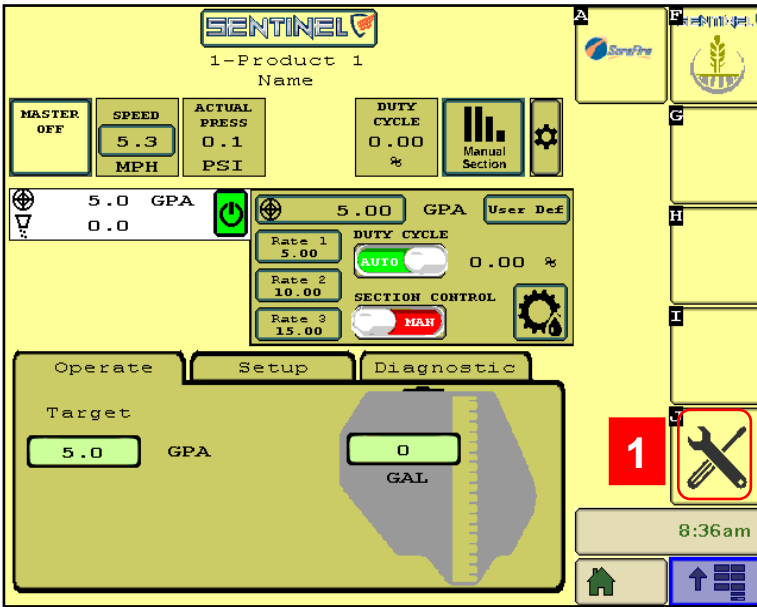 SENTINEL
1-Product 1
Name
MASTER
OFF
SPEED
5.3
MPH
ACTUAL
PRESS
0.1
PSI
DUTY
CYCLE
0.00
%
Manual
Section
5.0 GPA
0.0
5.00 GPA User Def
Rate 1
5.00
Rate 2
10.00
Rate 3
15.00
DUTY CYCLE
AUTO 0.00 %
SECTION CONTROL
MAN
Operate Setup Diagnostic
Target
5.0 GPA
0
GAL
A
SureFire
F
SENTINEL
G
H
I
J
1
8:36am